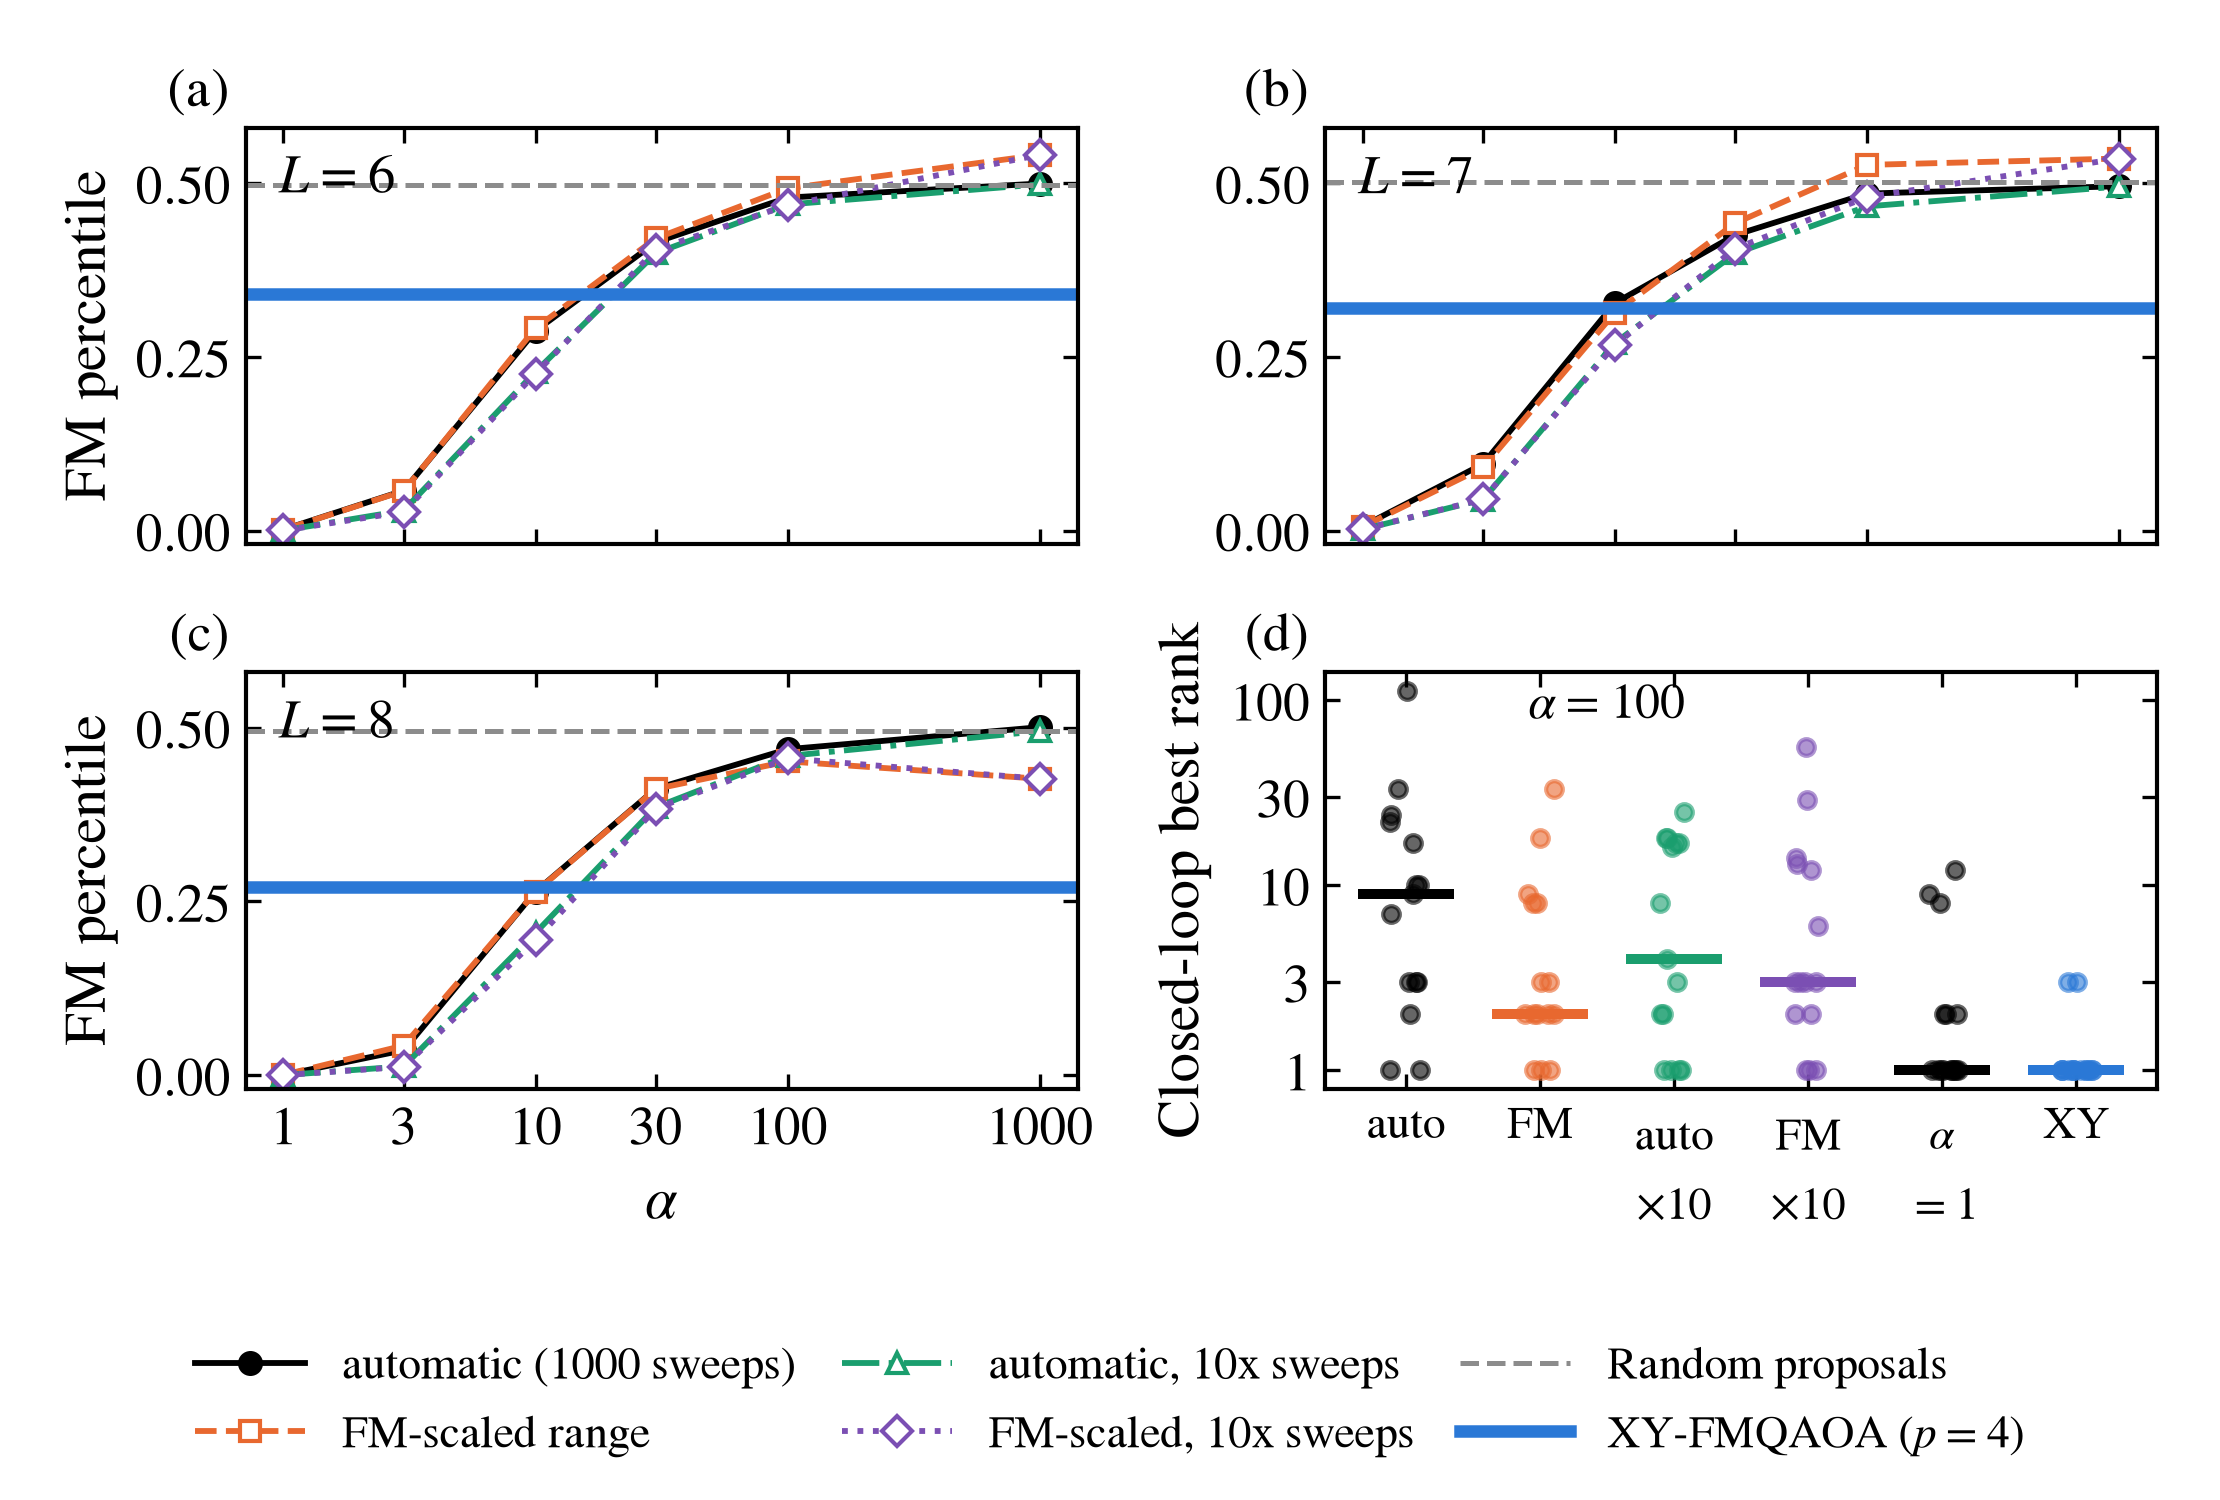 (a)
L = 6
0.50
0.25
0.00
FM percentile
(b)
L = 7
0.50
0.25
0.00
(c)
L = 8
0.50
0.25
0.00
FM percentile
1 3 10 30 100 1000
α
(d)
α = 100
100
30
10
3
1
Closed-loop best rank
auto FM auto FM α XY
×10 ×10 = 1
automatic (1000 sweeps) automatic, 10x sweeps Random proposals
FM-scaled range FM-scaled, 10x sweeps XY-FMQAOA (p = 4)